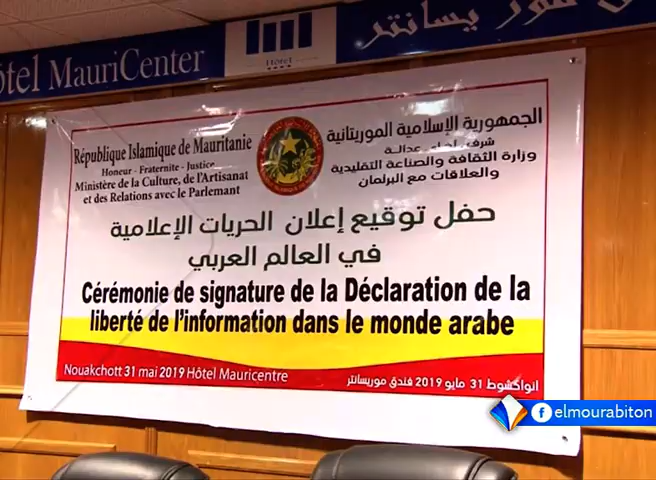 ôtel MauriCenter
Hotel
République Islamique de Mauritanie
Honeur - Fraternite - Justice
Ministère de la Culture, de l'Artisanat
et des Relations avec le Parlemant
الجمهورية الإسلامية الموريتانية
شرف إخاء عدالة
وزارة الثقافة والصناعة التقليدية
والعلاقات مع البرلمان
حفل توقيع إعلان الحريات الإعلامية
في العالم العربي
Cérémonie de signature de la Déclaration de la
liberté de l'information dans le monde arabe
Nouakchott 31 mai 2019 Hôtel Mauricentre
انواكشوط 31 مايو 2019 فندق موريسانتر
elmourabiton